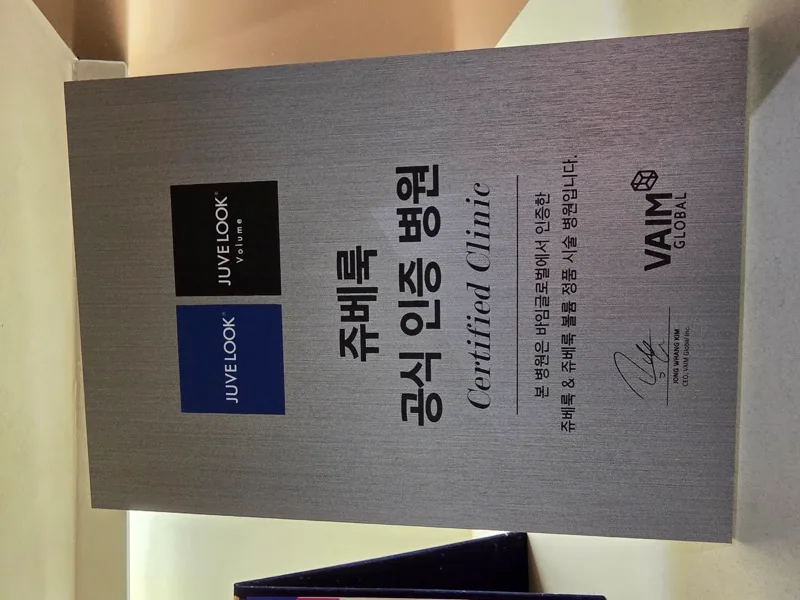 JUVELOOK®
JUVELOOK®
Volume
쥬베룩
공식 인증 병원
Certified Clinic
본 병원은 바임글로벌에서 인증한
쥬베룩 & 쥬베룩 볼륨 정품 시술 병원입니다.
JONG WHANG KIM
CEO, VAIM Global Inc.
VAIM
GLOBAL